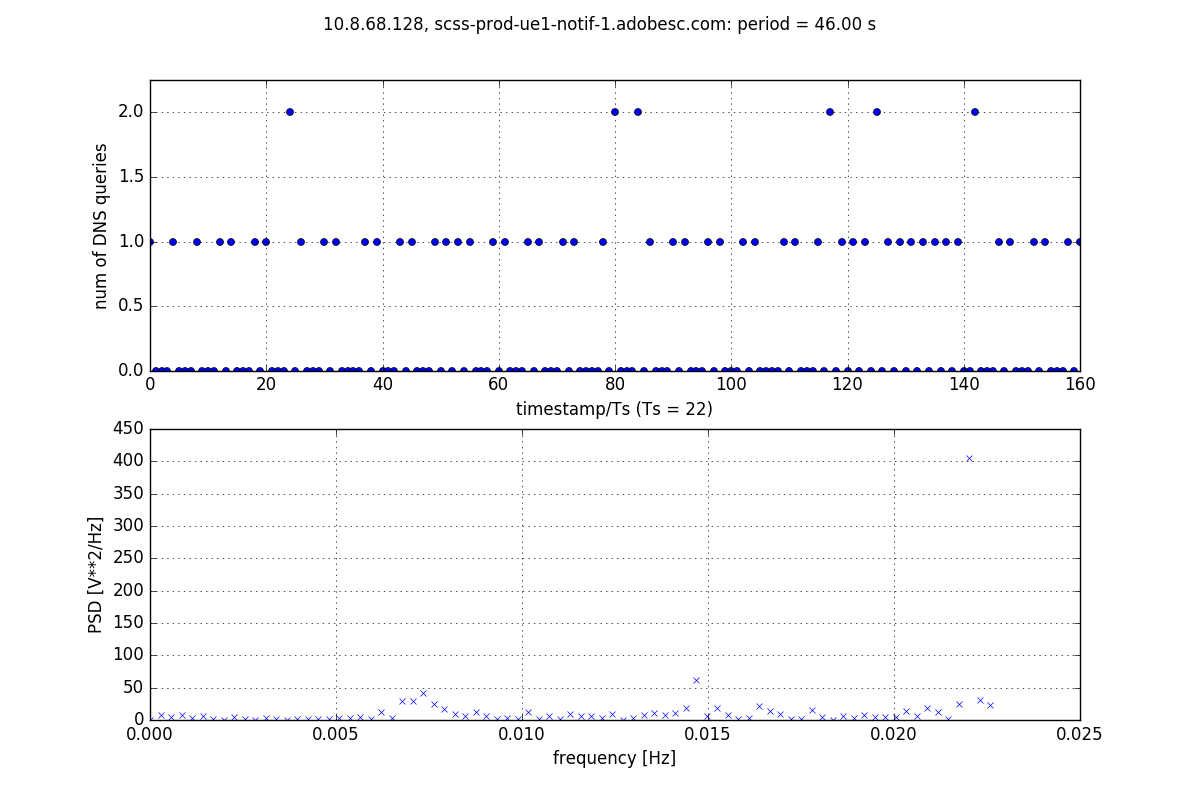 10.8.68.128, scss-prod-ue1-notif-1.adobesc.com: period = 46.00 s
2.0
1.5
1.0
0.5
0.0
num of DNS queries
0 20 40 60 80 100 120 140 160
timestamp/Ts (Ts = 22)
450
400
350
300
250
200
150
100
50
0
PSD [V**2/Hz]
0.000 0.005 0.010 0.015 0.020 0.025
frequency [Hz]